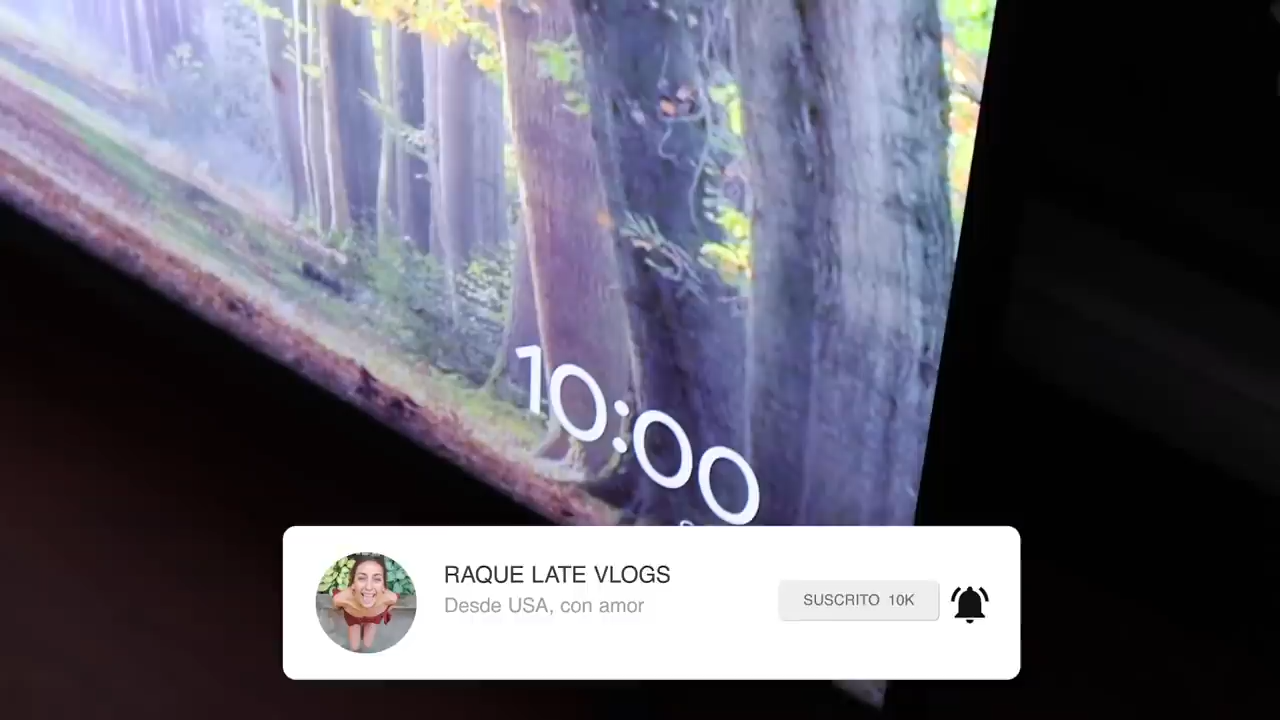 10:00
RAQUE LATE VLOGS
Desde USA, con amor
SUSCRITO 10K